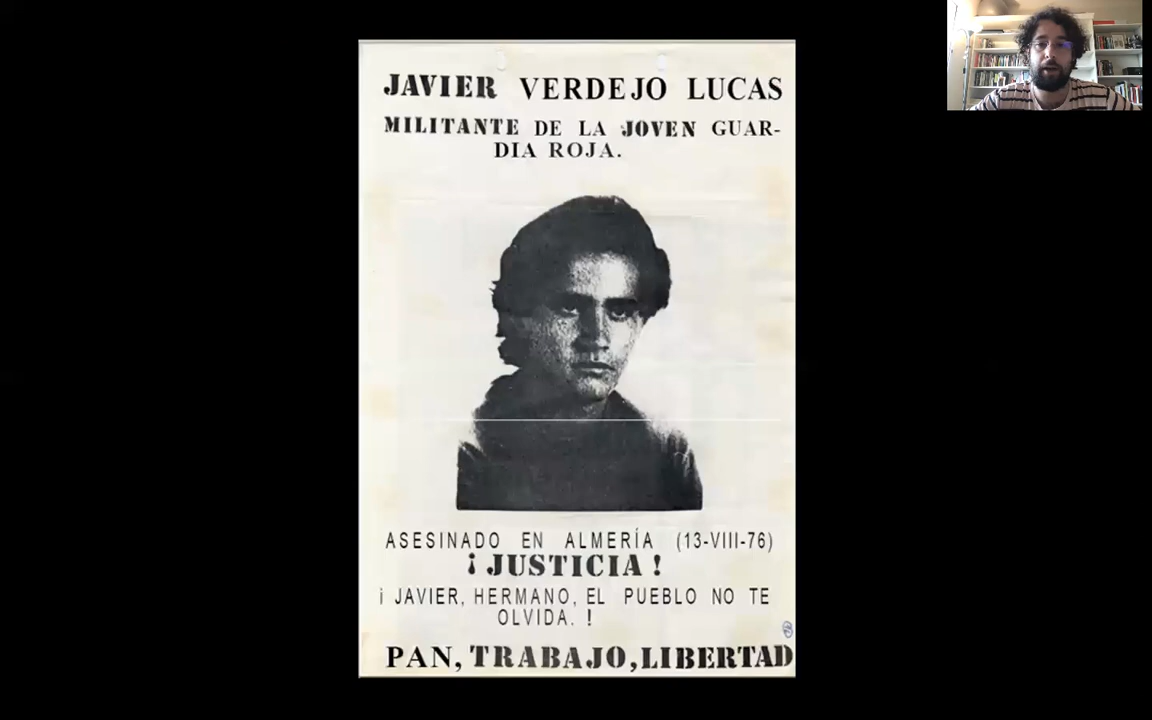 JAVIER VERDEJO LUCAS
MILITANTE DE LA JOVEN GUAR-
DIA ROJA.
ASESINADO EN ALMERÍA (13-VIII-76)
¡JUSTICIA!
¡ JAVIER, HERMANO, EL PUEBLO NO TE
OLVIDA. !
PAN, TRABAJO, LIBERTAD